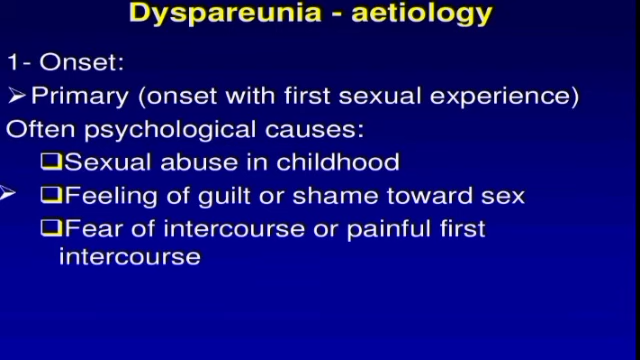 Dyspareunia - aetiology
1- Onset:
➢Primary (onset with first sexual experience)
Often psychological causes:
❑Sexual abuse in childhood
➢ ❑Feeling of guilt or shame toward sex
❑Fear of intercourse or painful first
intercourse